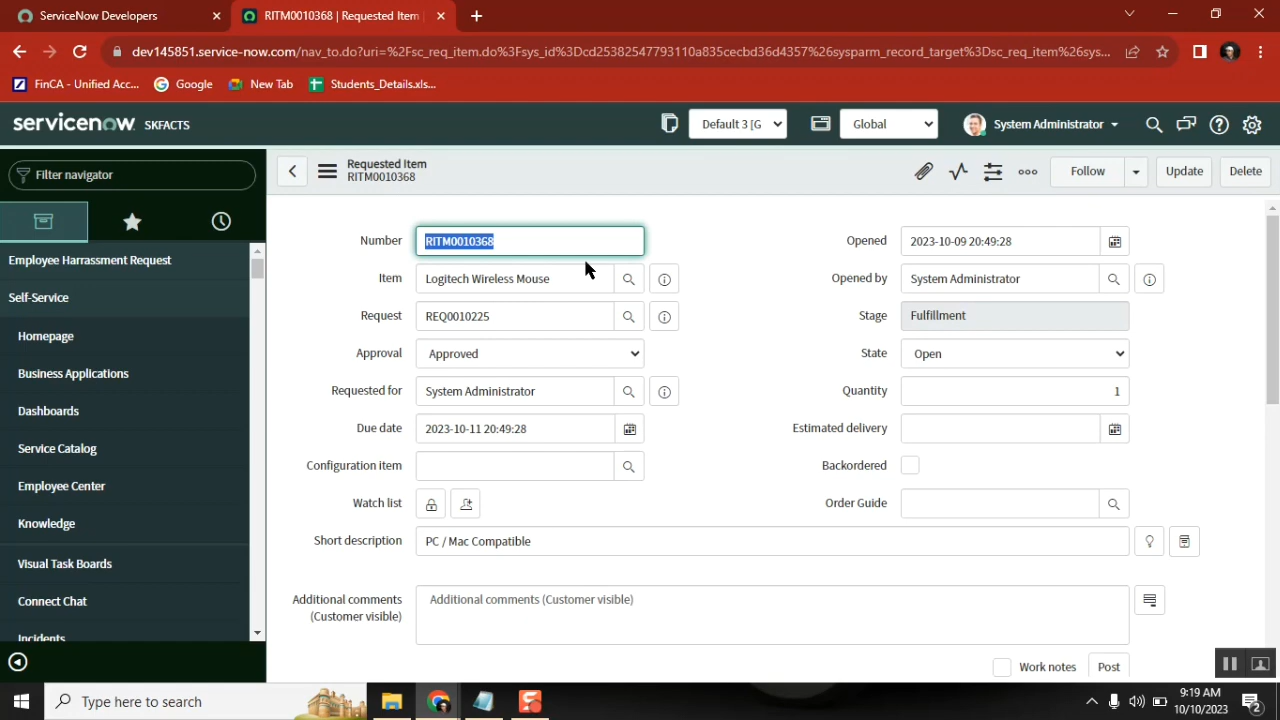 ServiceNow Developers
RITM0010368 | Requested Item
dev145851.service-now.com/nav_to.do?uri=%2Fsc_req_item.do%3Fsys_id%3Dcd25382547793110a835cecbd36d4357%26sysparm_record_target%3Dsc_req_item%26sys...
FinCA - Unified Acc...
Google
New Tab
Students_Details.xls...
servicenow SKFACTS
Default 3 [G
Global
System Administrator
Filter navigator
Requested Item
RITM0010368
Follow
Update
Delete
Employee Harrassment Request
Self-Service
Homepage
Business Applications
Dashboards
Service Catalog
Employee Center
Knowledge
Visual Task Boards
Connect Chat
Incidents
Number RITM0010368
Item Logitech Wireless Mouse
Request REQ0010225
Approval Approved
Requested for System Administrator
Due date 2023-10-11 20:49:28
Configuration item
Watch list
Short description PC / Mac Compatible
Additional comments
(Customer visible)
Additional comments (Customer visible)
Opened 2023-10-09 20:49:28
Opened by System Administrator
Stage Fulfillment
State Open
Quantity 1
Estimated delivery
Backordered
Order Guide
Work notes Post
Type here to search
9:19 AM
10/10/2023
2